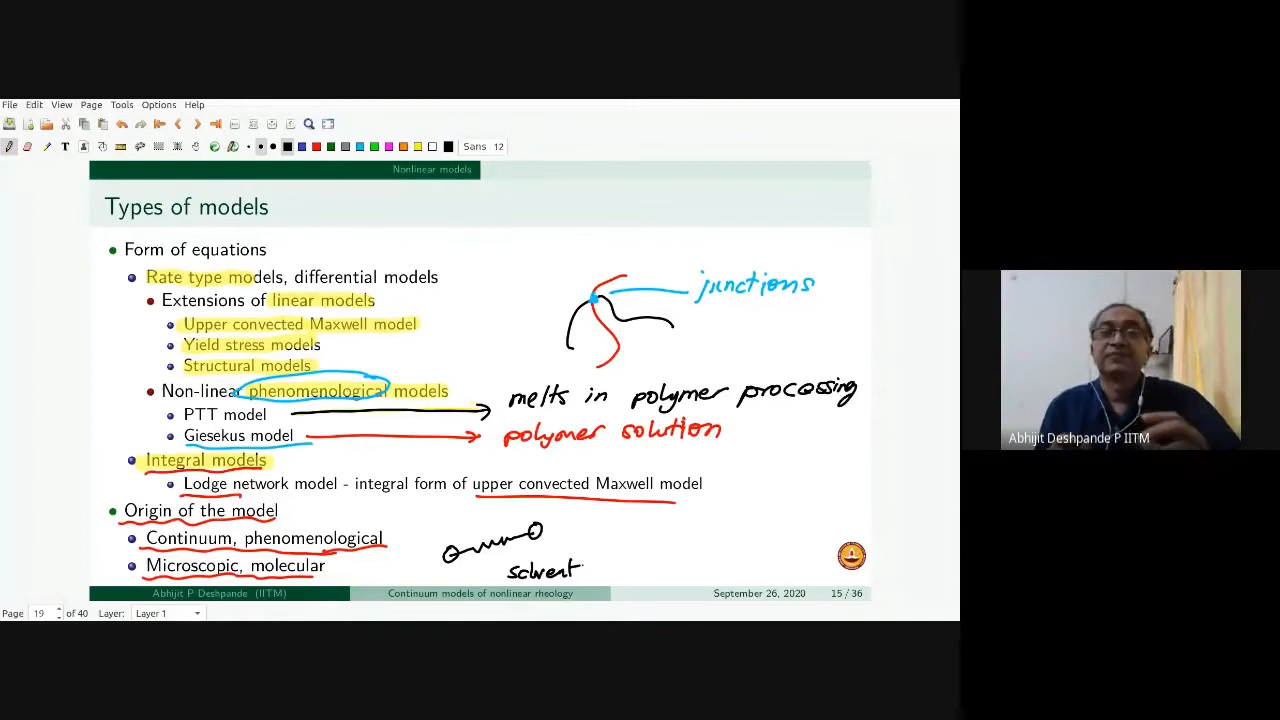 File Edit View Page Tools Options Help
Sans 12
Nonlinear models
Types of models
Form of equations
Rate type models, differential models
Extensions of linear models
Upper convected Maxwell model
Yield stress models
Structural models
Non-linear phenomenological models
PTT model
Giesekus model
Integral models
Lodge network model - integral form of upper convected Maxwell model
Origin of the model
Continuum, phenomenological
Microscopic, molecular
junctions
melts in polymer processing
polymer solution
solvent
Abhijit P Deshpande (IITM) Continuum models of nonlinear rheology September 26, 2020 15 / 36
Page 19 of 40 Layer: Layer 1
Abhijit Deshpande P IITM